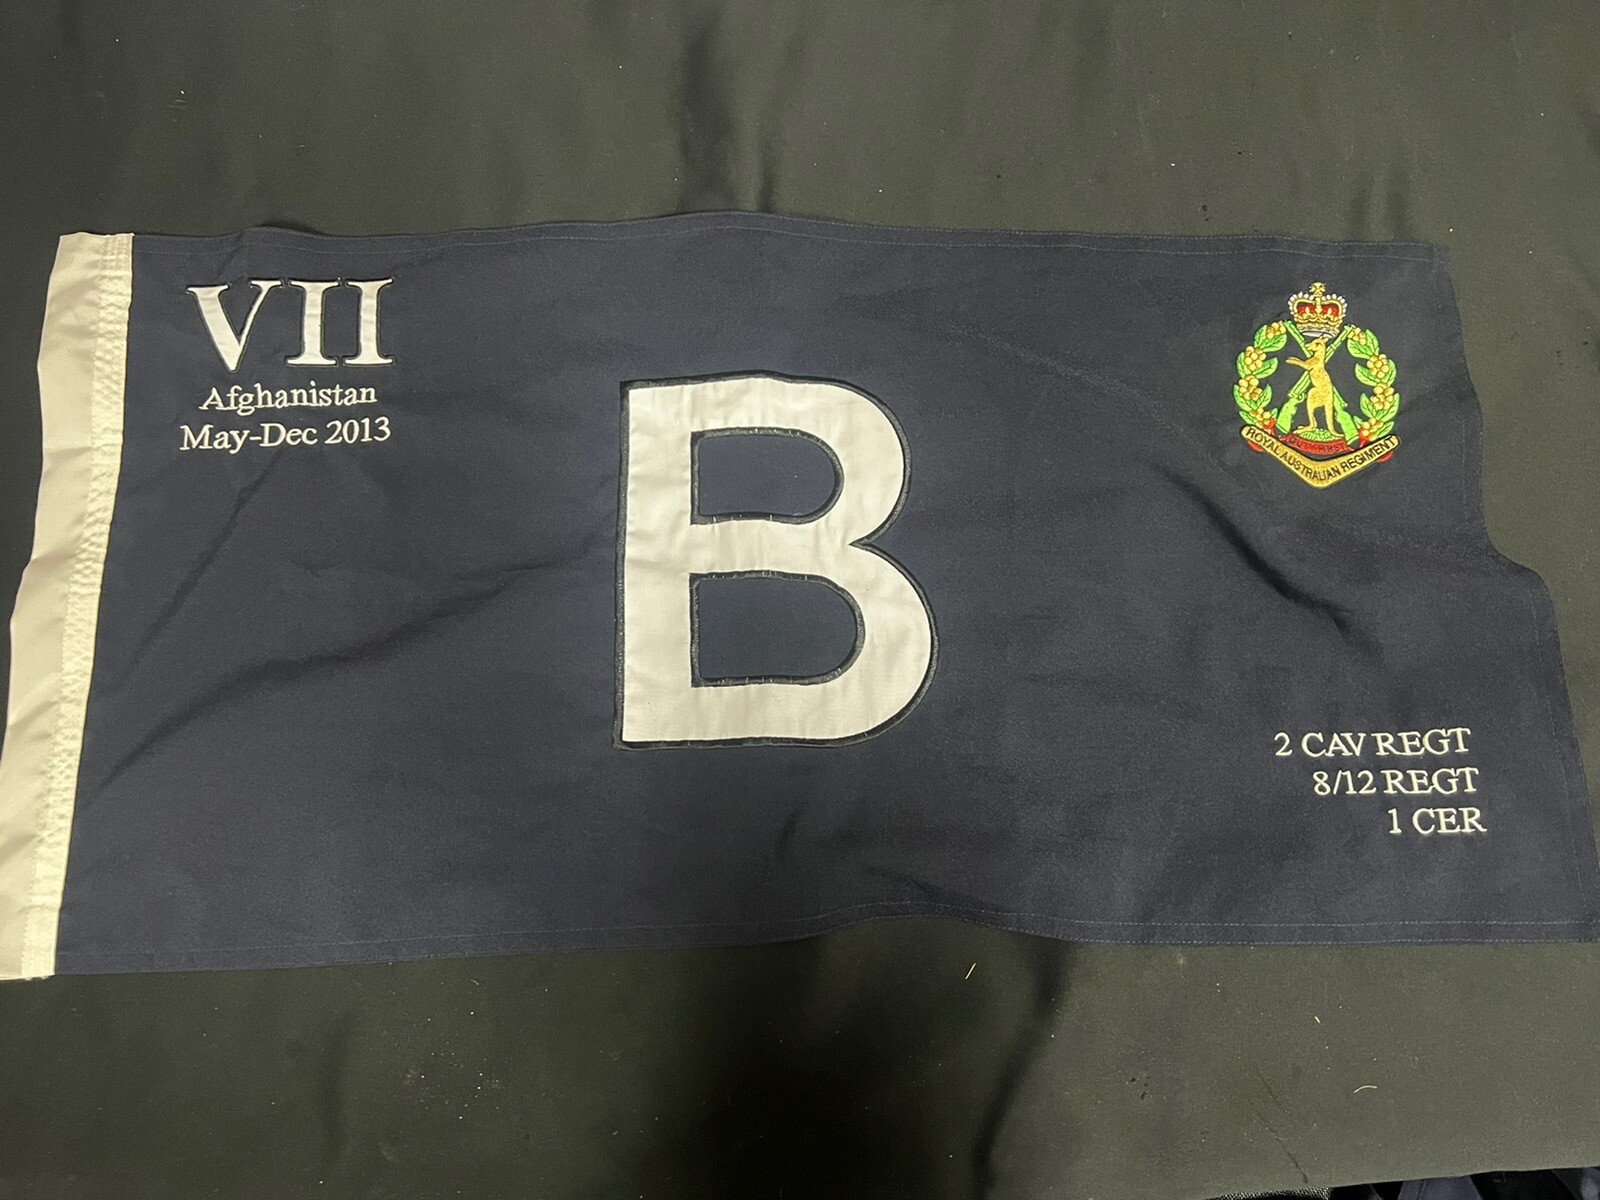 VII
Afghanistan
May-Dec 2013
B
DUTY FIRST
ROYAL AUSTRALIAN REGIMENT
2 CAV REGT
8/12 REGT
1 CER